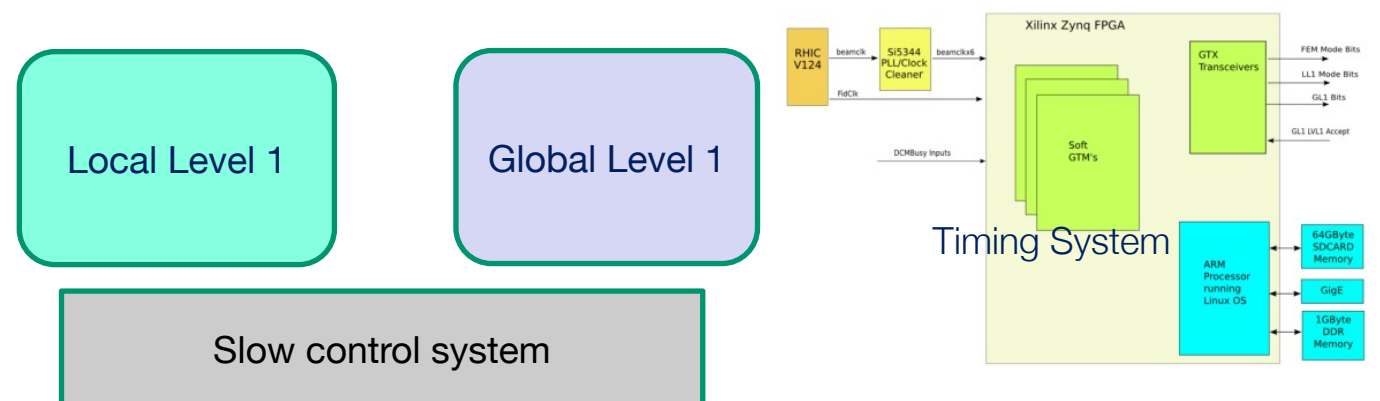 Local Level 1
Global Level 1
Slow control system
Xilinx Zynq FPGA
RHIC
V124
beamclk
Si5344
PLL/Clock
Cleaner
beamclkx6
FidClk
DCMBusy Inputs
Soft
GTM's
GTX
Transceivers
FEM Mode Bits
LL1 Mode Bits
GL1 Bits
GL1 LVL1 Accept
Timing System
ARM
Processor
running
Linux OS
64GByte
SDCARD
Memory
GigE
1GByte
DDR
Memory